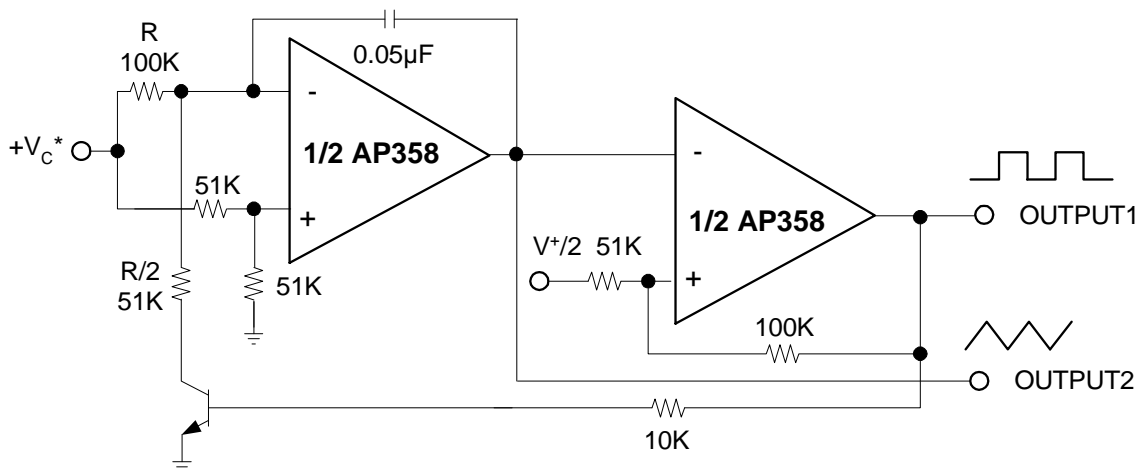 R
100K
0.05µF
-
+V_C*
1/2 AP358
51K
+
-
1/2 AP358
OUTPUT1
V⁺/2 51K
+
R/2
51K
51K
100K
OUTPUT2
10K